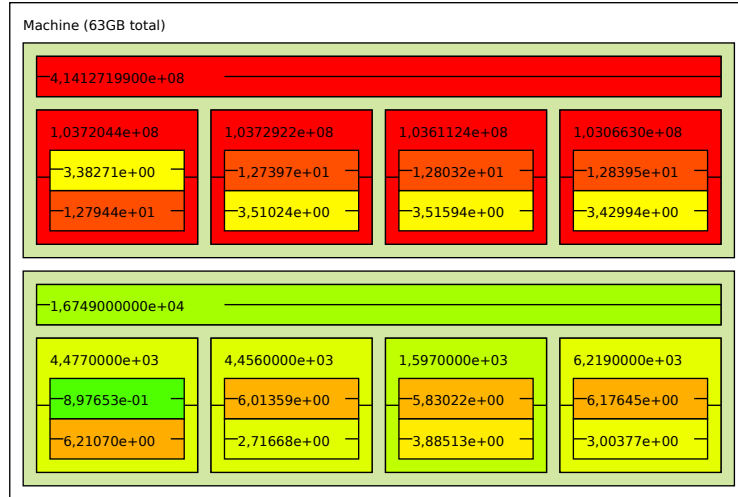 Machine (63GB total)
4,1412719900e+08
1,0372044e+08 1,0372922e+08 1,0361124e+08 1,0306630e+08
3,38271e+00 1,27397e+01 1,28032e+01 1,28395e+01
1,27944e+01 3,51024e+00 3,51594e+00 3,42994e+00
1,6749000000e+04
4,4770000e+03 4,4560000e+03 1,5970000e+03 6,2190000e+03
8,97653e-01 6,01359e+00 5,83022e+00 6,17645e+00
6,21070e+00 2,71668e+00 3,88513e+00 3,00377e+00